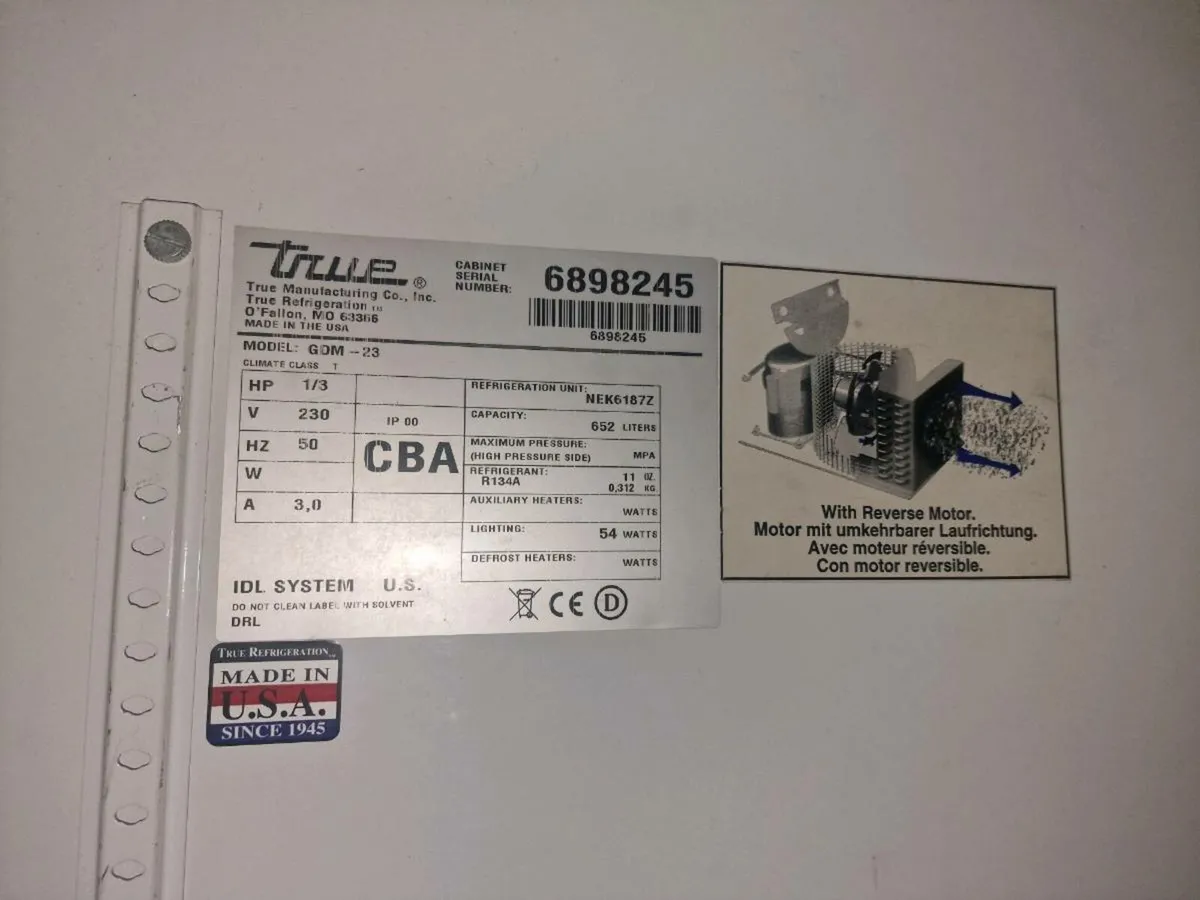 True®
True Manufacturing Co., Inc.
True Refrigeration TM
O'Fallon, MO 63366
MADE IN THE USA
CABINET
SERIAL
NUMBER:
6898245
6898245
MODEL: GDM-23
CLIMATE CLASS T
HP 1/3
V 230
HZ 50
W
A 3,0
IP 00
CBA
REFRIGERATION UNIT:
NEK6187Z
CAPACITY:
652 LITERS
MAXIMUM PRESSURE:
(HIGH PRESSURE SIDE) MPA
REFRIGERANT:
R134A 11 OZ.
0,312 KG
AUXILIARY HEATERS:
WATTS
LIGHTING:
54 WATTS
DEFROST HEATERS:
WATTS
IDL SYSTEM U.S.
DO NOT CLEAN LABEL WITH SOLVENT
DRL
CE D
With Reverse Motor.
Motor mit umkehrbarer Laufrichtung.
Avec moteur réversible.
Con motor reversible.
TRUE REFRIGERATION TM
MADE IN
U.S.A.
SINCE 1945